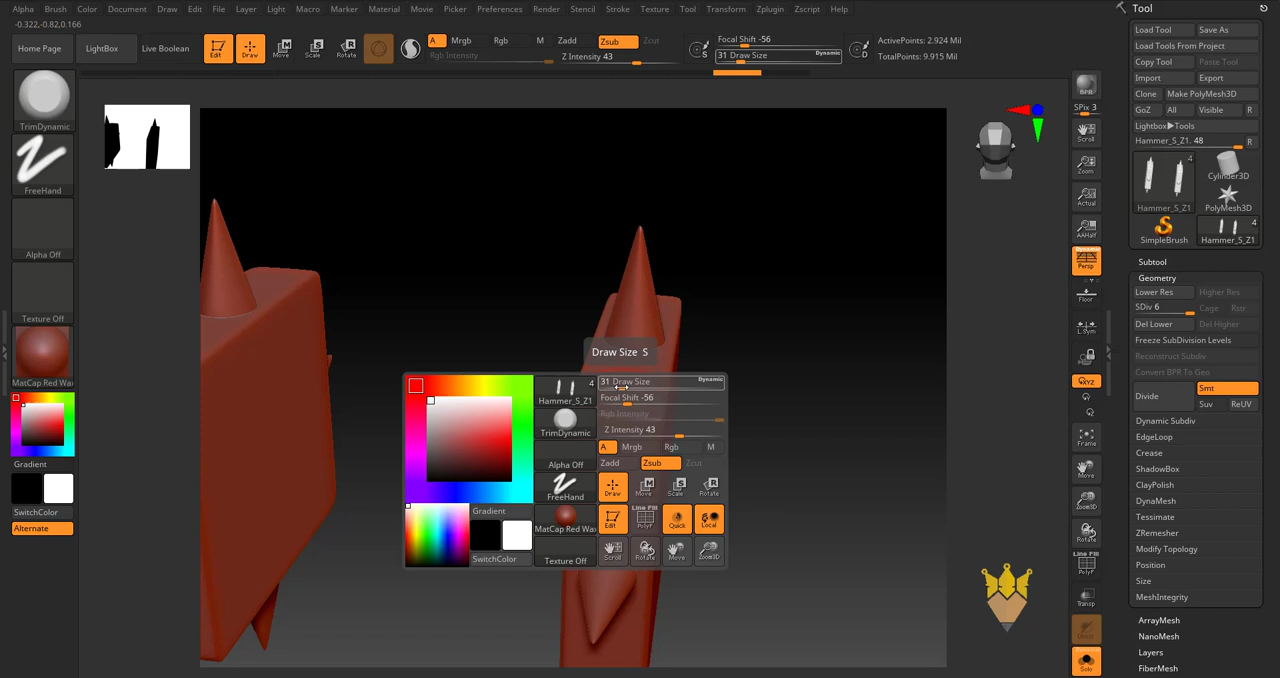 Alpha Brush Color Document Draw Edit File Layer Light Macro Marker Material Movie Picker Preferences Render Stencil Stroke Texture Tool Transform Zplugin Zscript Help
-0.322,-0.82,0.166
Home Page LightBox Live Boolean Edit Draw Move Scale Rotate
A Mrgb Rgb M Zadd Zsub Zcut
Rgb Intensity Z Intensity 43
S
Focal Shift -56
31 Draw Size Dynamic
D
ActivePoints: 2.924 Mil
TotalPoints: 9.915 Mil
TrimDynamic
FreeHand
Alpha Off
Texture Off
MatCap Red Wax
Gradient
SwitchColor
Alternate
Draw Size S
Hammer_S_Z1 4
TrimDynamic
Alpha Off
FreeHand
MatCap Red Wax
Texture Off
Gradient
SwitchColor
31 Draw Size Dynamic
Focal Shift -56
Rgb Intensity
Z Intensity 43
A Mrgb Rgb M
Zadd Zsub Zcut
Draw Move Scale Rotate
Edit Line Fill PolyF Quick Local
Scroll Rotate Move Zoom3D
BPR
SPix 3
Scroll
Zoom
Actual
AAHalf
Dynamic
Persp
Floor
L.Sym
XYZ
Frame
Move
Zoom3D
Rotate
Line Fill
PolyF
Transp
Solo
Tool
Load Tool Save As
Load Tools From Project
Copy Tool Paste Tool
Import Export
Clone Make PolyMesh3D
GoZ All Visible R
Lightbox▶Tools
Hammer_S_Z1. 48 R
4
Hammer_S_Z1
Cylinder3D
PolyMesh3D
SimpleBrush
4
Hammer_S_Z1
Subtool
Geometry
Lower Res Higher Res
SDiv 6 Cage Rstr
Del Lower Del Higher
Freeze SubDivision Levels
Reconstruct Subdiv
Convert BPR To Geo
Divide Smt
Suv ReUV
Dynamic Subdiv
EdgeLoop
Crease
ShadowBox
ClayPolish
DynaMesh
Tessimate
ZRemesher
Modify Topology
Position
Size
MeshIntegrity
ArrayMesh
NanoMesh
Layers
FiberMesh